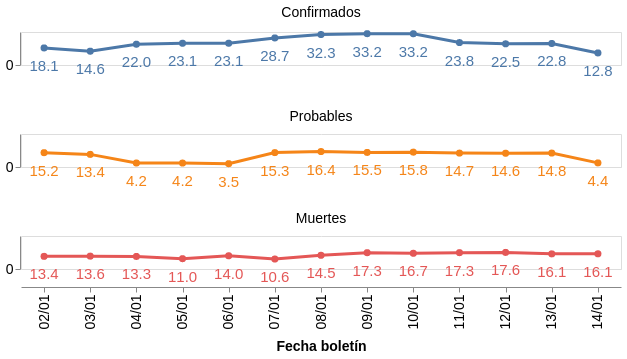 Confirmados
0
18.1 14.6 22.0 23.1 23.1 28.7 32.3 33.2 33.2 23.8 22.5 22.8 12.8
Probables
0
15.2 13.4 4.2 4.2 3.5 15.3 16.4 15.5 15.8 14.7 14.6 14.8 4.4
Muertes
0
13.4 13.6 13.3 11.0 14.0 10.6 14.5 17.3 16.7 17.3 17.6 16.1 16.1
02/01 03/01 04/01 05/01 06/01 07/01 08/01 09/01 10/01 11/01 12/01 13/01 14/01
Fecha boletín